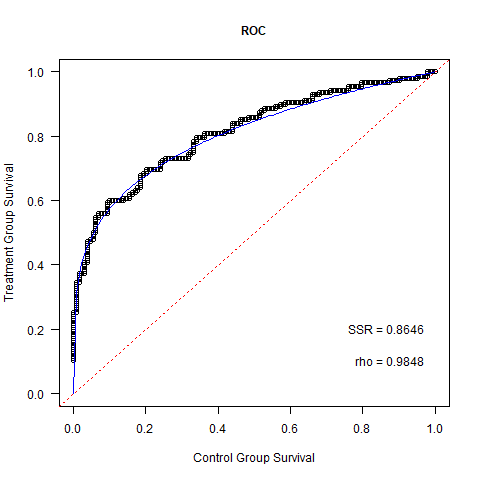 ROC
Treatment Group Survival
1.0
0.8
0.6
0.4
0.2
0.0
SSR = 0.8646
rho = 0.9848
0.0 0.2 0.4 0.6 0.8 1.0
Control Group Survival